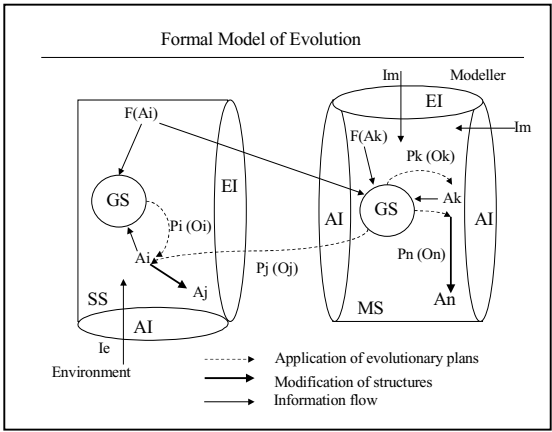 Formal Model of Evolution
Im
Modeller
EI
F(Ai)
F(Ak)
Im
Pk (Ok)
EI
GS
Ak
GS
AI
AI
Pi (Oi)
Pn (On)
Ai
Pj (Oj)
Aj
An
SS
MS
AI
Ie
Environment
Application of evolutionary plans
Modification of structures
Information flow